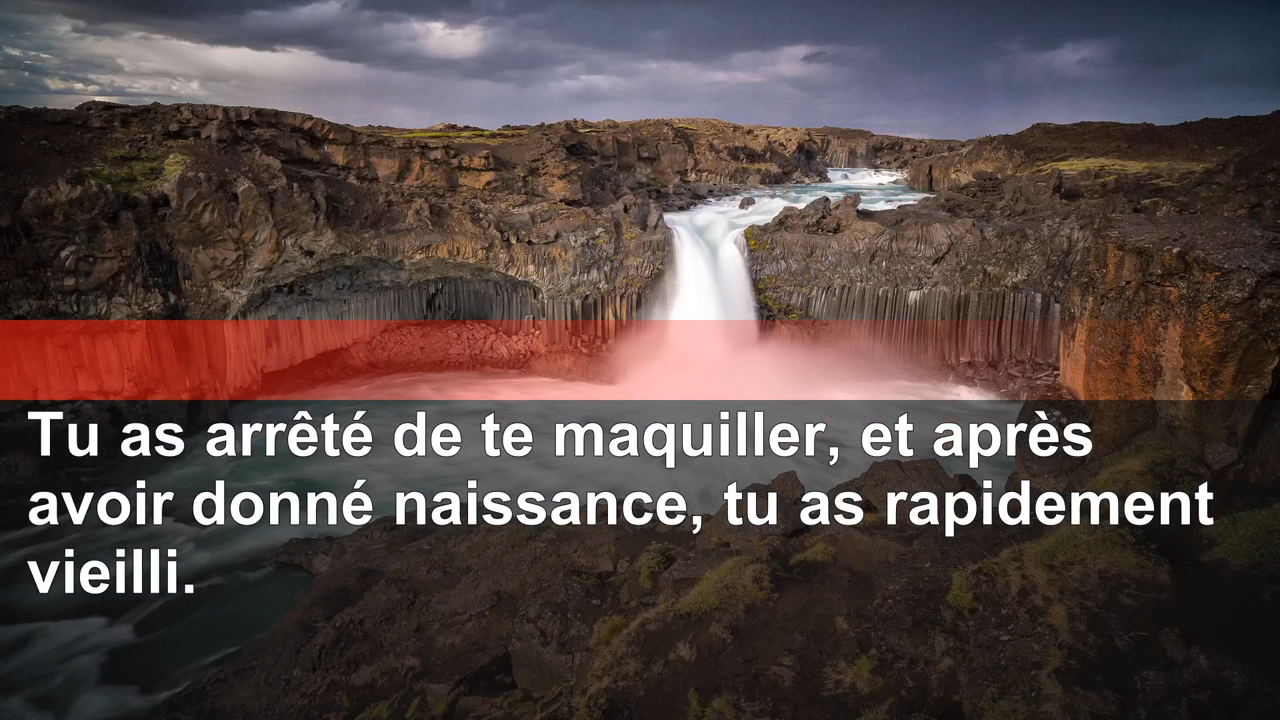 Tu as arrêté de te maquiller, et après
avoir donné naissance, tu as rapidement
vieilli.